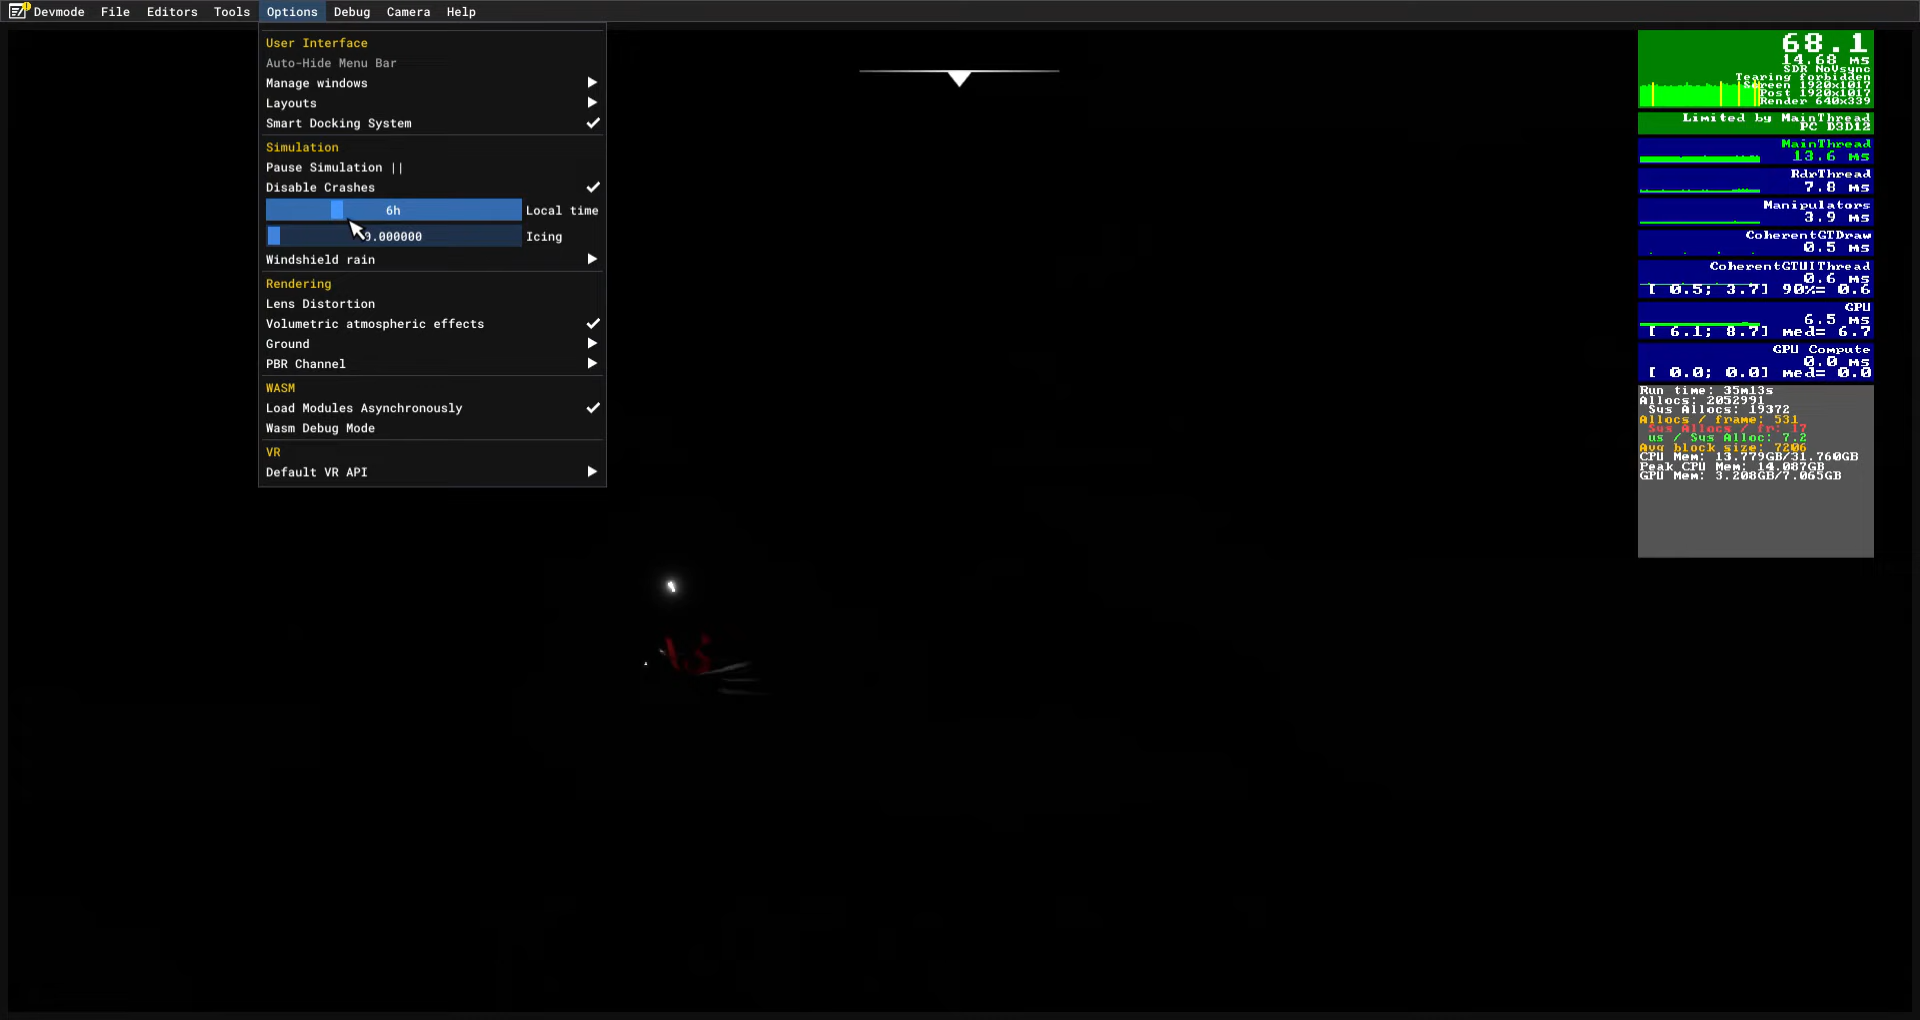 Devmode File Editors Tools Options Debug Camera Help
User Interface
Auto-Hide Menu Bar
Manage windows
Layouts
Smart Docking System
Simulation
Pause Simulation ||
Disable Crashes
6h Local time
0.000000 Icing
Windshield rain
Rendering
Lens Distortion
Volumetric atmospheric effects
Ground
PBR Channel
WASM
Load Modules Asynchronously
Wasm Debug Mode
VR
Default VR API
68.1
14.68 ms
SDR NoVsync
Tearing forbidden
Screen 1920x1017
Post 1920x1017
Render 640x339
Limited by MainThread
PC D3D12
MainThread
13.6 ms
RdrThread
7.8 ms
Manipulators
3.9 ms
CoherentGTDraw
0.5 ms
CoherentGTUIThread
0.6 ms
[ 0.5; 3.7] 90%= 0.6
GPU
6.5 ms
[ 6.1; 8.7] med= 6.7
GPU Compute
0.0 ms
[ 0.0; 0.0] med= 0.0
Run time: 35m13s
Allocs: 2052991
Sys Allocs: 19372
Allocs / frame: 531
Sys Allocs / fr: 17
us / Sys Alloc: 7.2
Avg block size: 7206
CPU Mem: 13.779GB/31.760GB
Peak CPU Mem: 14.087GB
GPU Mem: 3.208GB/7.065GB